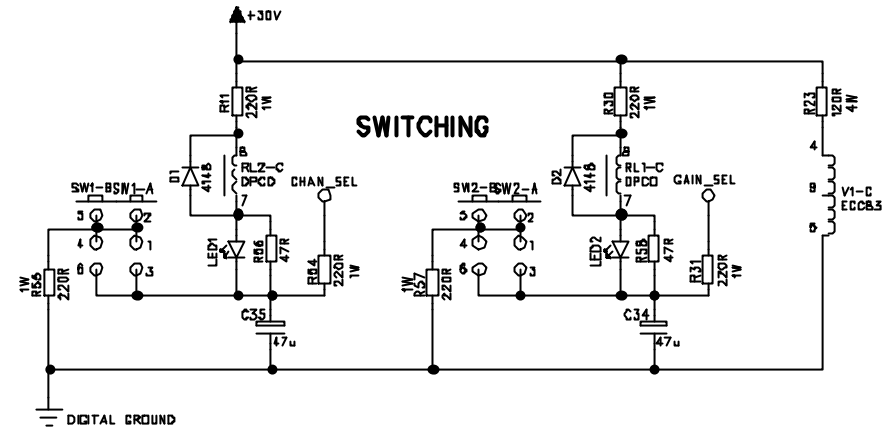 +30V
R11
220R
1W
R30
220R
1W
R23
120R
4W
SWITCHING
D1
4148
8
RL2-C
DPCO
7
CHAN_SEL
D2
4148
8
RL1-C
DPCO
7
GAIN_SEL
4
9
5
V1-C
ECC83
SW1-B
SW1-A
5
2
4
1
6
3
LED1
R56
47R
R54
220R
1W
SW2-B
SW2-A
5
2
4
1
6
3
LED2
R58
47R
R31
220R
1W
1W
220R
1W
R57
220R
C35
47u
C34
47u
DIGITAL GROUND